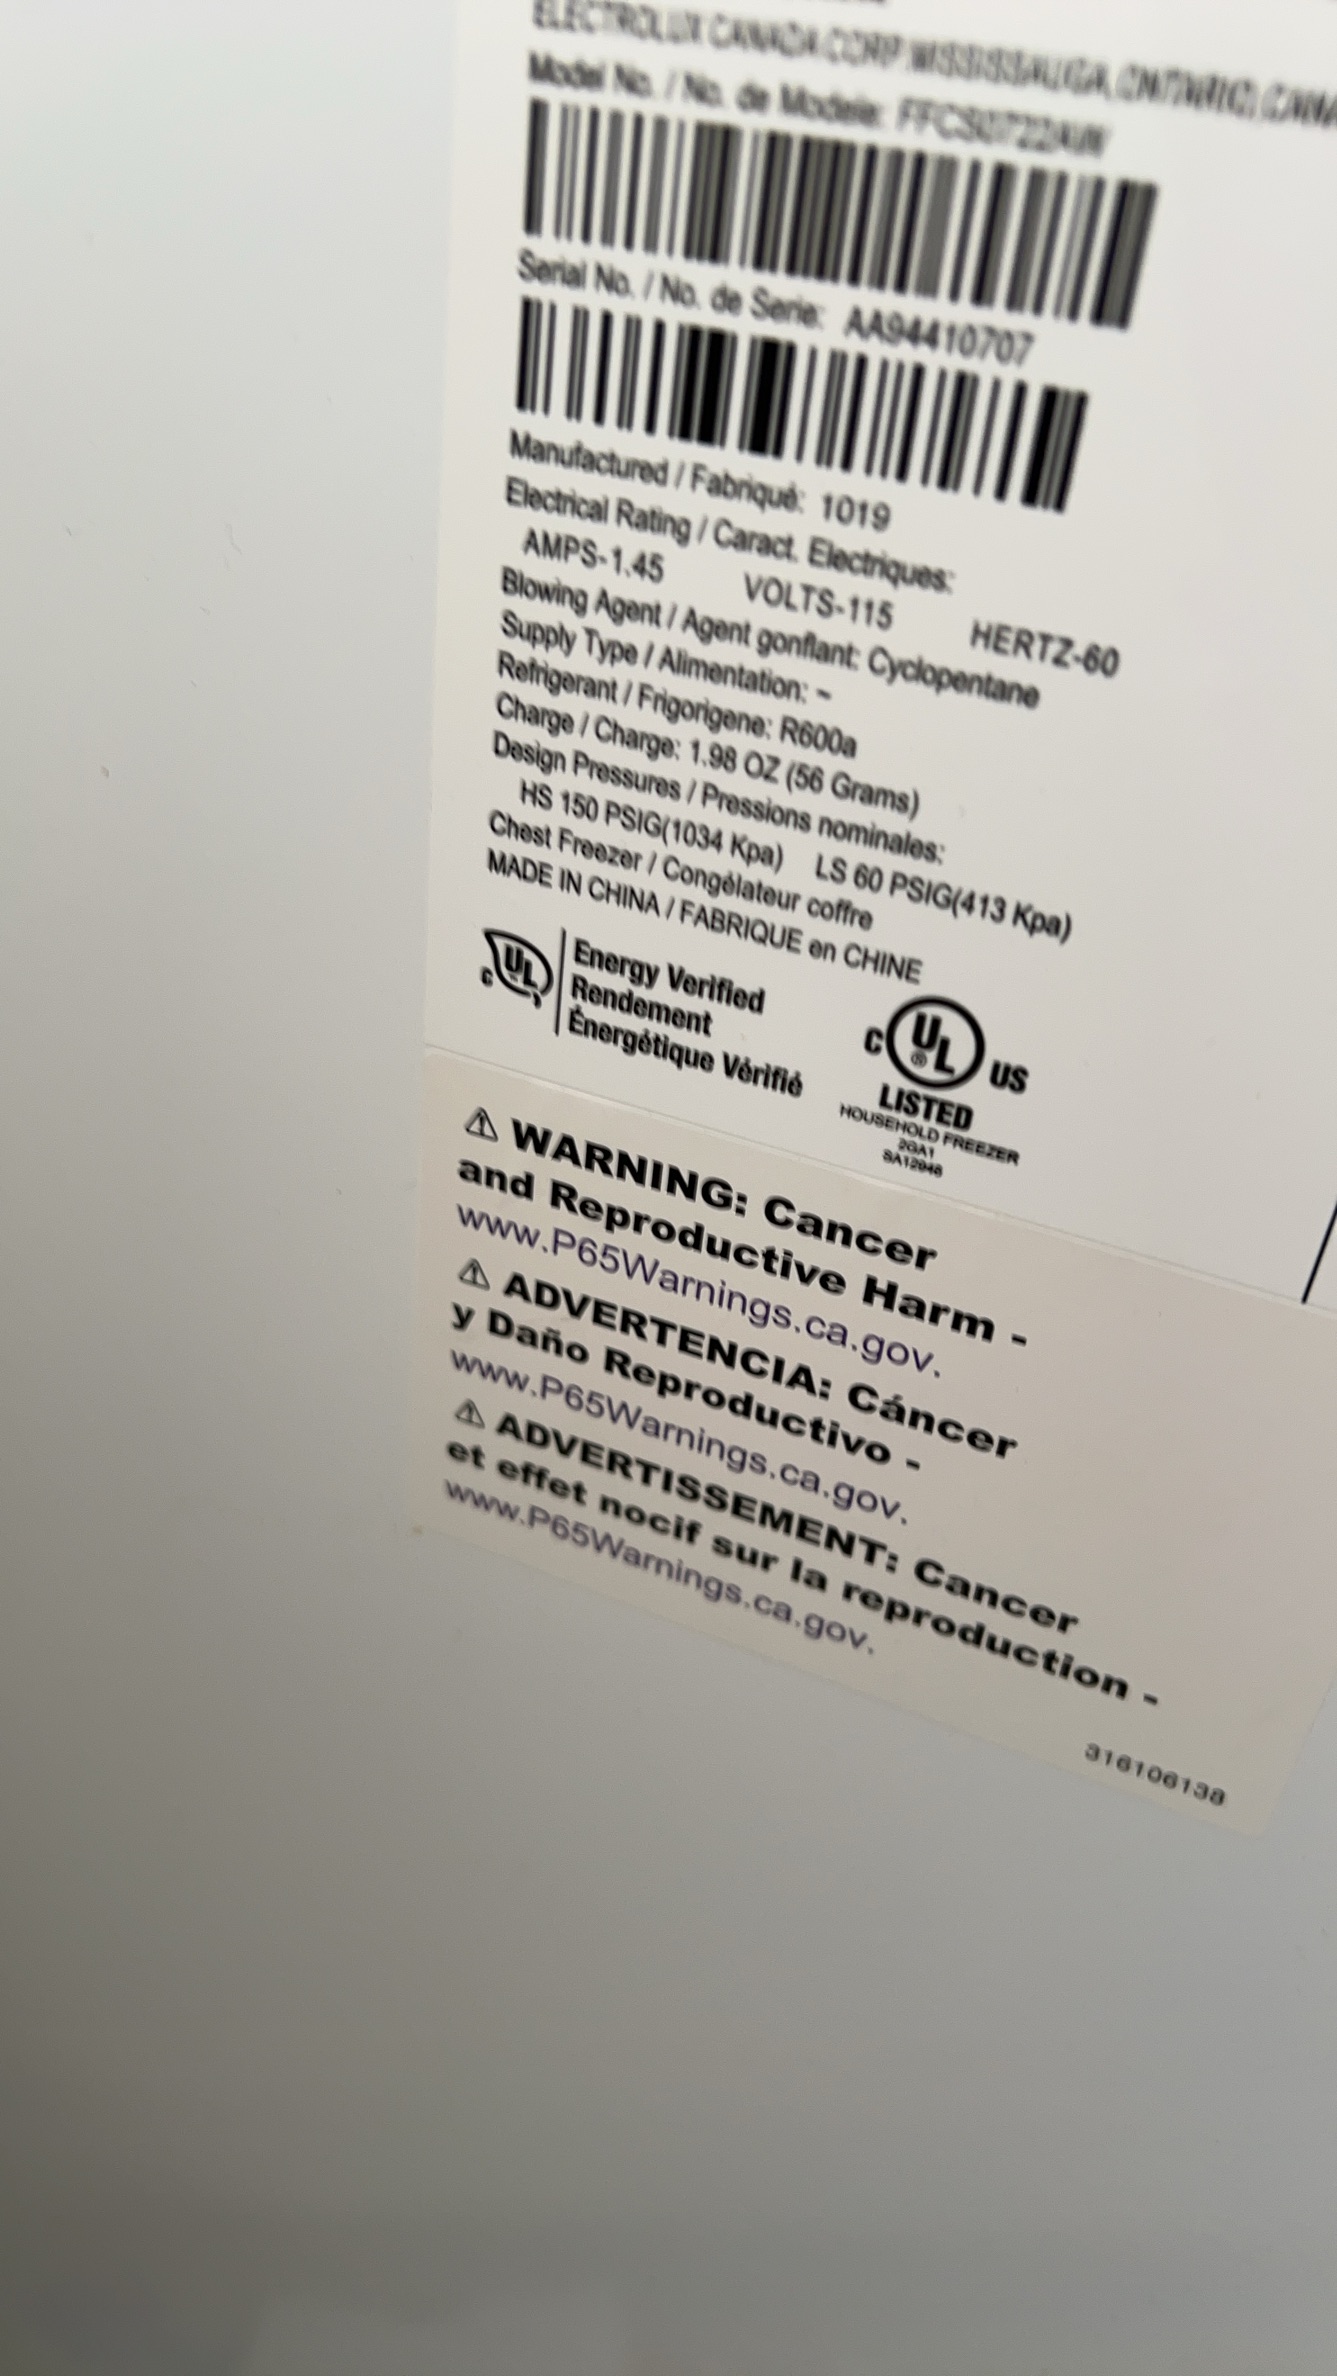 ELECTROLUX CANADA CORP. MISSISSAUGA, ONTARIO,
Model No. / No. de Modele: FFCS0722AW
Serial No. / No. de Serie: AA94410707
Manufactured / Fabriqué: 1019
Electrical Rating / Caract. Electriques:
AMPS-1.45 VOLTS-115 HERTZ-60
Blowing Agent / Agent gonflant: Cyclopentane
Supply Type / Alimentation: ~
Refrigerant / Frigorigene: R600a
Charge / Charge: 1.98 OZ (56 Grams)
Design Pressures / Pressions nominales:
HS 150 PSIG(1034 Kpa) LS 60 PSIG(413 Kpa)
Chest Freezer / Congélateur coffre
MADE IN CHINA / FABRIQUE en CHINE
C UL ®
Energy Verified
Rendement
Énergétique Vérifié
C UL ® US
LISTED
HOUSEHOLD FREEZER
2GA1
SA12946
⚠ WARNING: Cancer
and Reproductive Harm -
www.P65Warnings.ca.gov.
⚠ ADVERTENCIA: Cáncer
y Daño Reproductivo -
www.P65Warnings.ca.gov.
⚠ ADVERTISSEMENT: Cancer
et effet nocif sur la reproduction -
www.P65Warnings.ca.gov.
316106138